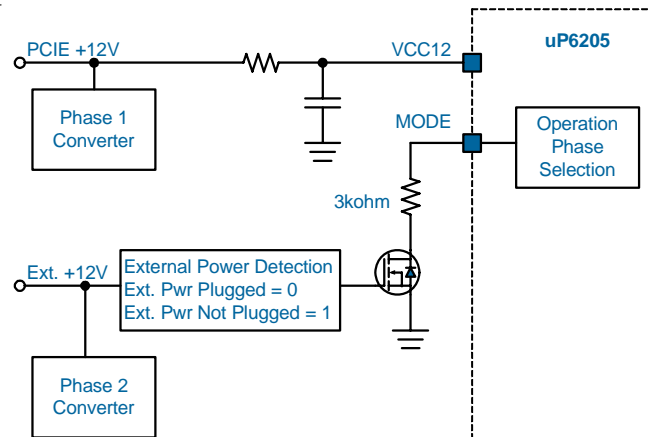 uP6205
PCIE +12V
VCC12
Phase 1
Converter
MODE
Operation
Phase
Selection
3kohm
Ext. +12V
External Power Detection
Ext. Pwr Plugged = 0
Ext. Pwr Not Plugged = 1
Phase 2
Converter